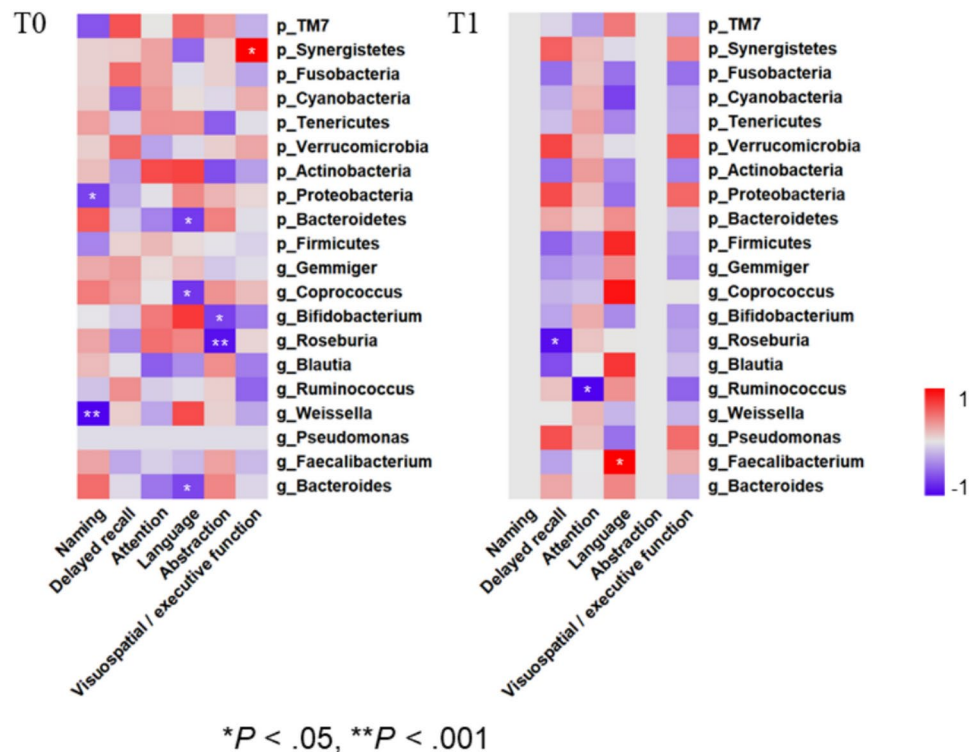 T0
T1
p_TM7
p_Synergistetes
*
p_Fusobacteria
p_Cyanobacteria
p_Tenericutes
p_Verrucomicrobia
p_Actinobacteria
*
p_Proteobacteria
*
p_Bacteroidetes
p_Firmicutes
g_Gemmiger
*
g_Coprococcus
*
g_Bifidobacterium
**
g_Roseburia
g_Blautia
g_Ruminococcus
**
g_Weissella
g_Pseudomonas
g_Faecalibacterium
*
g_Bacteroides
Naming
Delayed recall
Attention
Language
Abstraction
Visuospatial / executive function
p_TM7
p_Synergistetes
p_Fusobacteria
p_Cyanobacteria
p_Tenericutes
p_Verrucomicrobia
p_Actinobacteria
p_Proteobacteria
p_Bacteroidetes
p_Firmicutes
g_Gemmiger
g_Coprococcus
g_Bifidobacterium
*
g_Roseburia
g_Blautia
*
g_Ruminococcus
g_Weissella
g_Pseudomonas
*
g_Faecalibacterium
g_Bacteroides
Naming
Delayed recall
Attention
Language
Abstraction
Visuospatial / executive function
1
-1
*P < .05, **P < .001